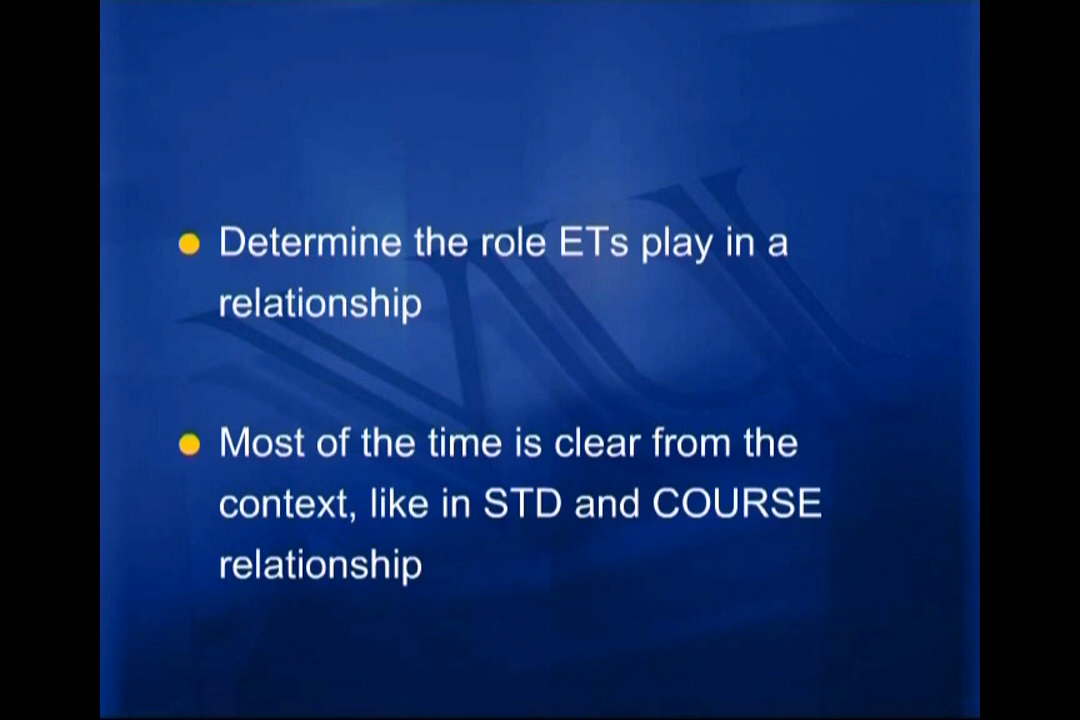 Determine the role ETs play in a
relationship
Most of the time is clear from the
context, like in STD and COURSE
relationship
VU